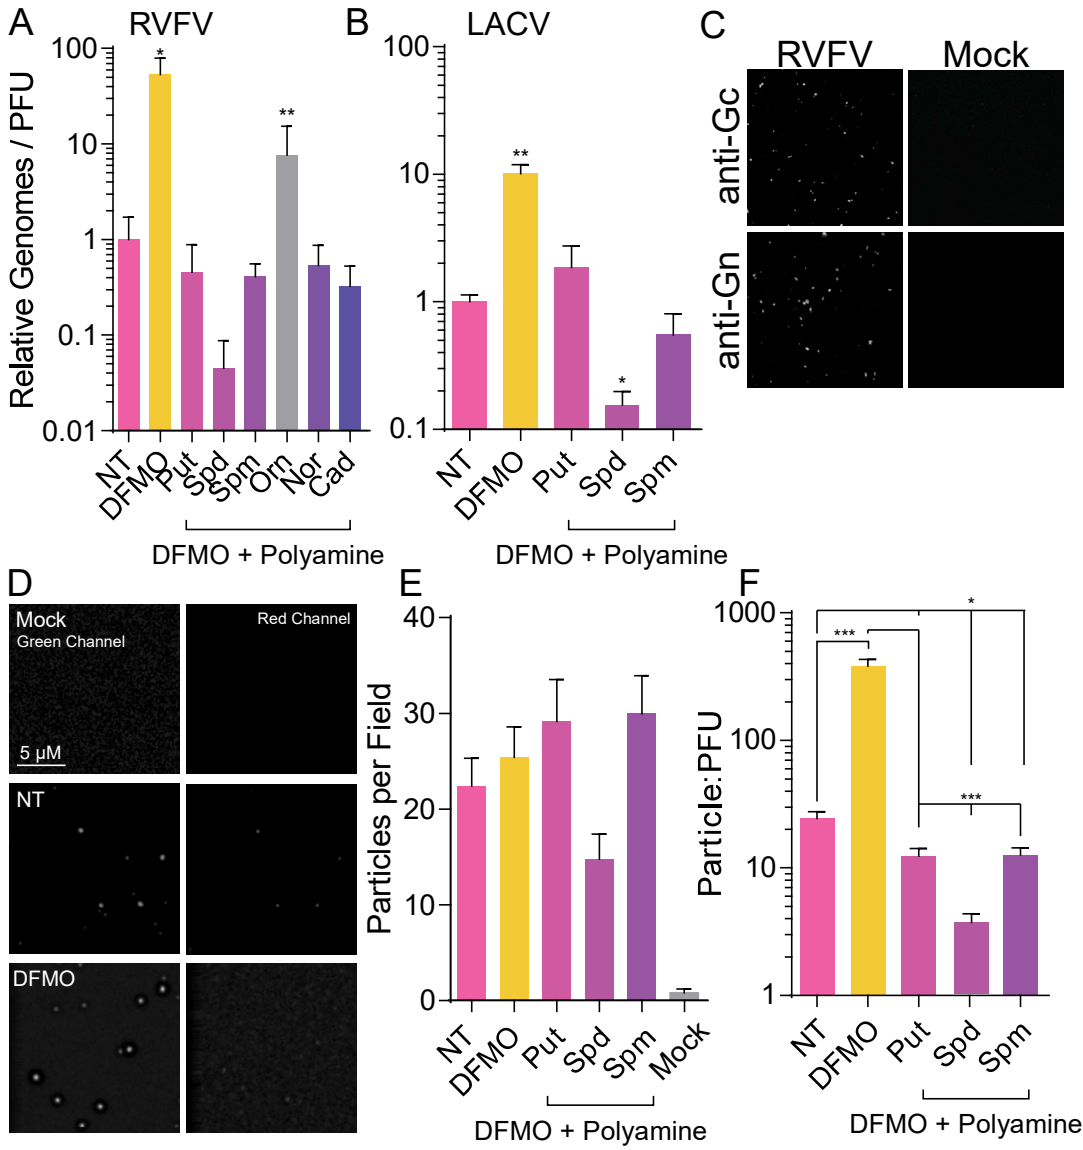 A
RVFV
Relative Genomes / PFU
100
10
1
0.1
0.01
*
**
NT
DFMO
Put
Spd
Spm
Orn
Nor
Cad
DFMO + Polyamine
B
LACV
100
10
1
0.1
**
*
NT
DFMO
Put
Spd
Spm
DFMO + Polyamine
C
RVFV
Mock
anti-Gc
anti-Gn
D
Mock
Green Channel
Red Channel
5 µM
NT
DFMO
E
Particles per Field
40
30
20
10
0
NT
DFMO
Put
Spd
Spm
Mock
DFMO + Polyamine
F
Particle:PFU
1000
100
10
1
*
***
***
NT
DFMO
Put
Spd
Spm
DFMO + Polyamine